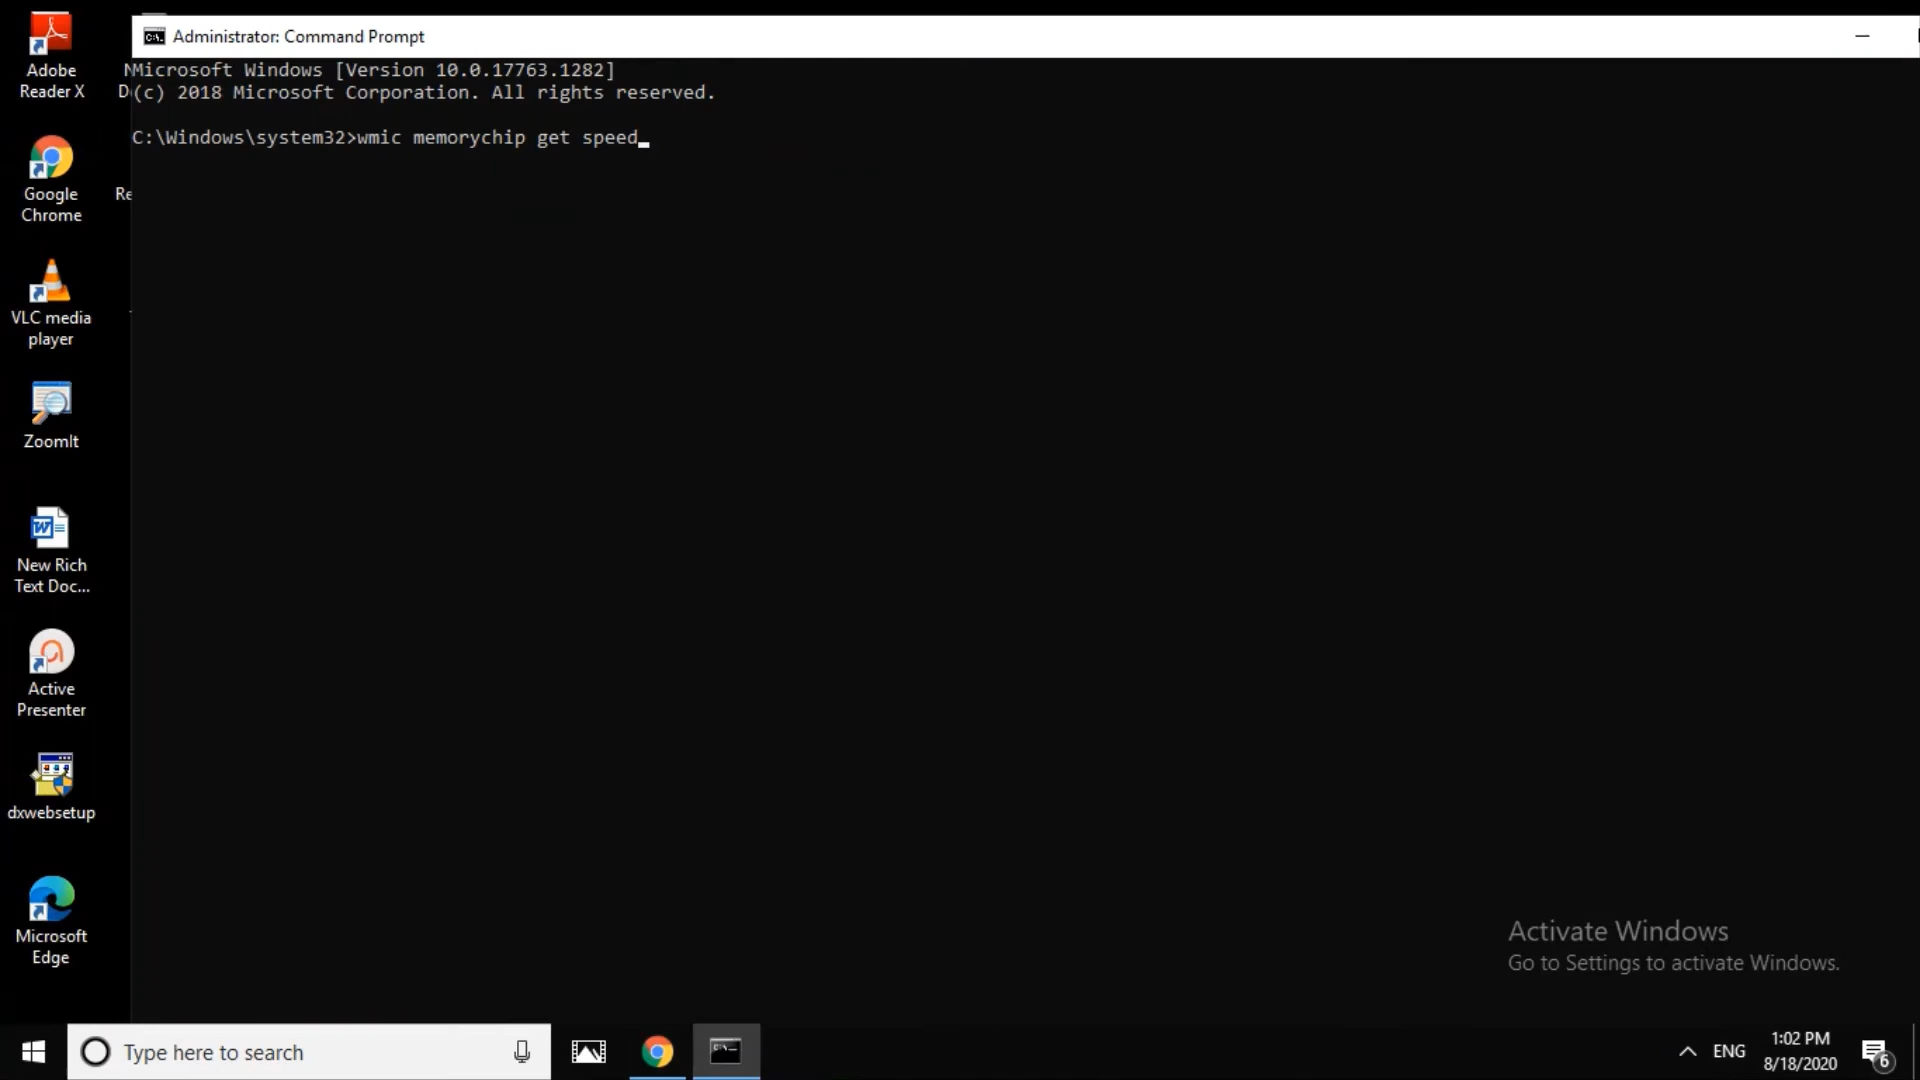 Administrator: Command Prompt
Microsoft Windows [Version 10.0.17763.1282]
(c) 2018 Microsoft Corporation. All rights reserved.
C:\Windows\system32>wmic memorychip get speed
Adobe
Reader X
Google
Chrome
VLC media
player
ZoomIt
New Rich
Text Doc...
Active
Presenter
dxwebsetup
Microsoft
Edge
Activate Windows
Go to Settings to activate Windows.
Type here to search
ENG
1:02 PM
8/18/2020
6